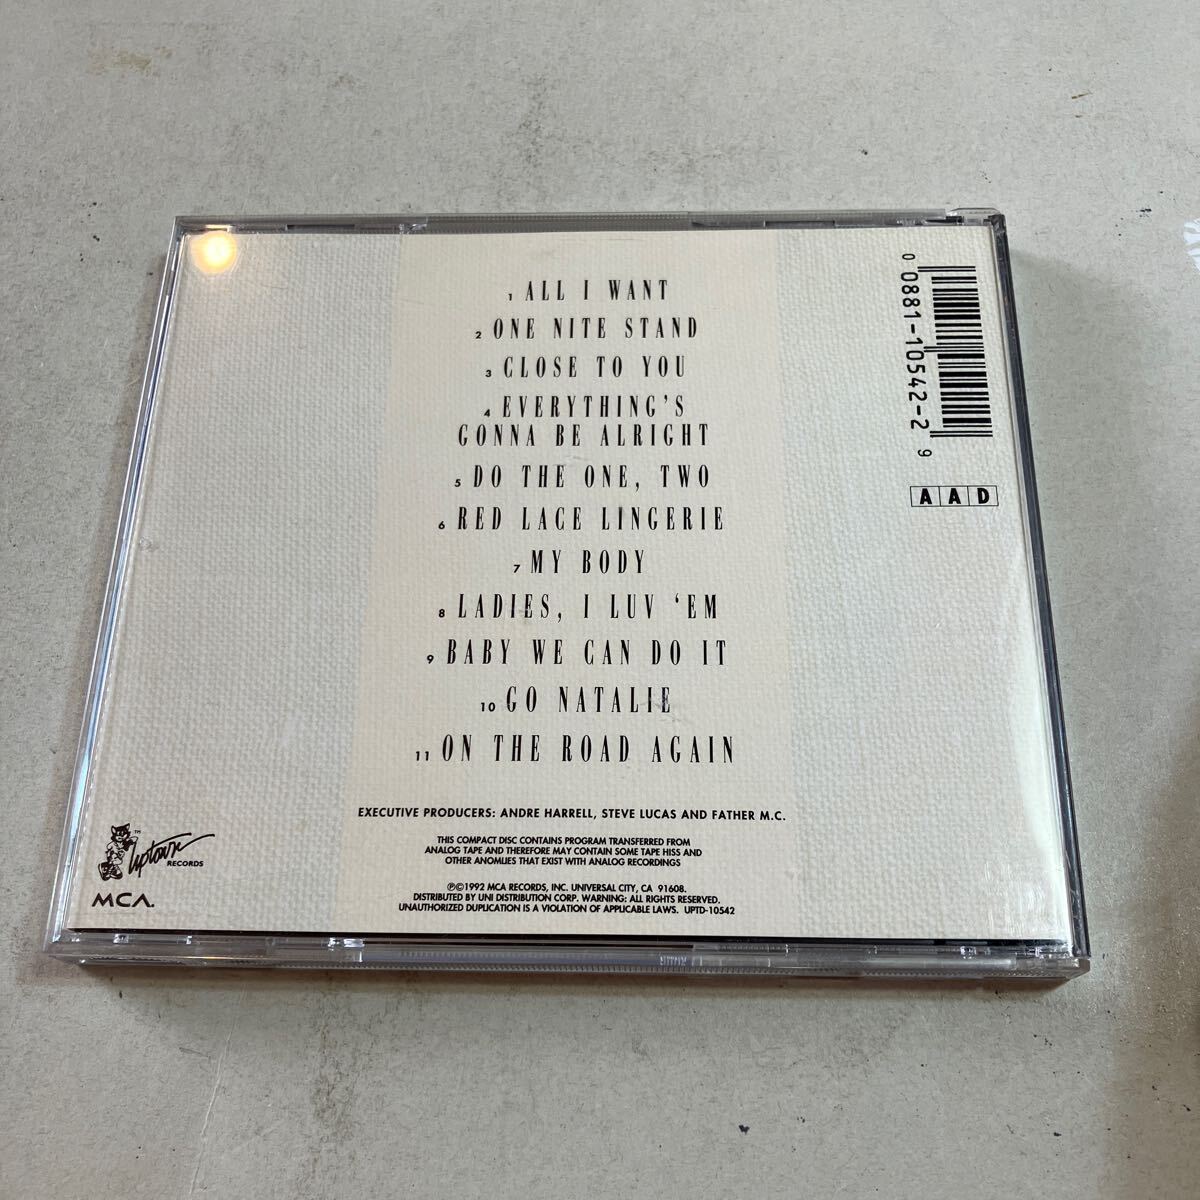 1 ALL I WANT
2 ONE NITE STAND
3 CLOSE TO YOU
4 EVERYTHING'S
GONNA BE ALRIGHT
5 DO THE ONE, TWO
6 RED LACE LINGERIE
7 MY BODY
8 LADIES, I LUV 'EM
9 BABY WE CAN DO IT
10 GO NATALIE
11 ON THE ROAD AGAIN
EXECUTIVE PRODUCERS: ANDRE HARRELL, STEVE LUCAS AND FATHER M.C.
THIS COMPACT DISC CONTAINS PROGRAM TRANSFERRED FROM
ANALOG TAPE AND THEREFORE MAY CONTAIN SOME TAPE HISS AND
OTHER ANOMLIES THAT EXIST WITH ANALOG RECORDINGS
℗©1992 MCA RECORDS, INC. UNIVERSAL CITY, CA 91608.
DISTRIBUTED BY UNI DISTRIBUTION CORP. WARNING: ALL RIGHTS RESERVED.
UNAUTHORIZED DUPLICATION IS A VIOLATION OF APPLICABLE LAWS. UPTD-10542
Uptown ™
RECORDS
MCA.
0 0881-10542-2 9
AAD